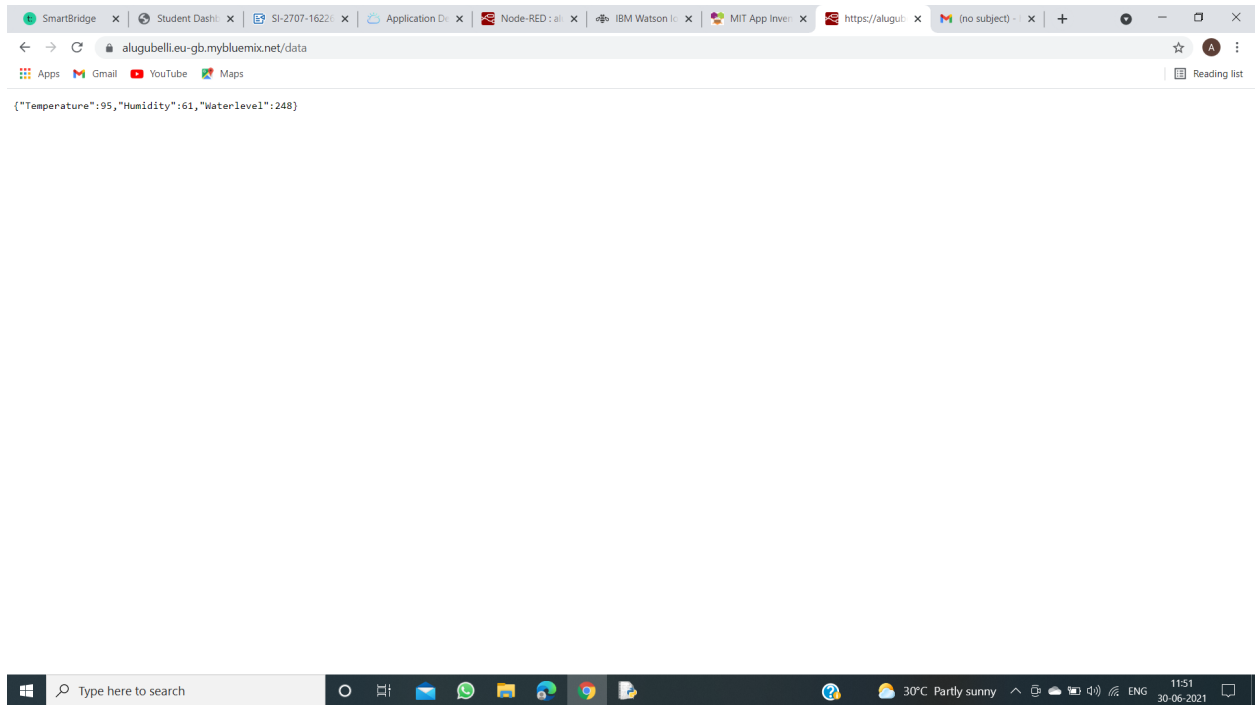 SmartBridge
Student Dashb
SI-2707-16226
Application De
Node-RED : al
IBM Watson Io
MIT App Inven
https://alugub
M (no subject) -
alugubelli.eu-gb.mybluemix.net/data
A
Apps
Gmail
YouTube
Maps
Reading list
{"Temperature":95,"Humidity":61,"Waterlevel":248}
Type here to search
30°C Partly sunny
ENG
11:51
30-06-2021